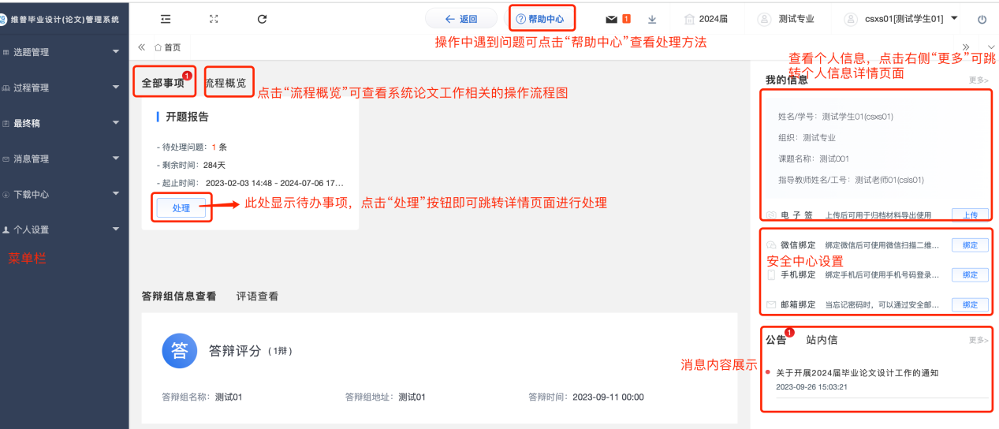 维普毕业设计(论文)管理系统
返回
帮助中心
1
2024届
测试专业
csxs01[测试学生01]
操作中遇到问题可点击“帮助中心”查看处理方法
选题管理
过程管理
最终稿
消息管理
下载中心
个人设置
菜单栏
首页
全部事项
1
流程概览
点击“流程概览”可查看系统论文工作相关的操作流程图
开题报告
- 待处理问题: 1 条
- 剩余时间: 284天
- 起止时间: 2023-02-03 14:48 - 2024-07-06 17...
处理
此处显示待办事项，点击“处理”按钮即可跳转详情页面进行处理
答辩组信息查看
评语查看
答
答辩评分（1辩）
答辩组名称: 测试01
答辩组地址: 测试01
答辩时间: 2023-09-11 00:00
查看个人信息，点击右侧“更多”可跳
转个人信息详情页面
我的信息
更多>
姓名/学号: 测试学生01(csxs01)
组织: 测试专业
课题名称: 测试001
指导教师姓名/工号: 测试老师01(csls01)
电 子 签 上传后可用于归档材料导出使用 上传
微信绑定 绑定微信后可使用微信扫描二维... 绑定
安全中心设置
手机绑定 绑定手机后可使用手机号码登录... 绑定
邮箱绑定 当忘记密码时，可以通过安全邮... 绑定
公告
1
站内信
更多>
消息内容展示
关于开展2024届毕业论文设计工作的通知
2023-09-26 15:03:21